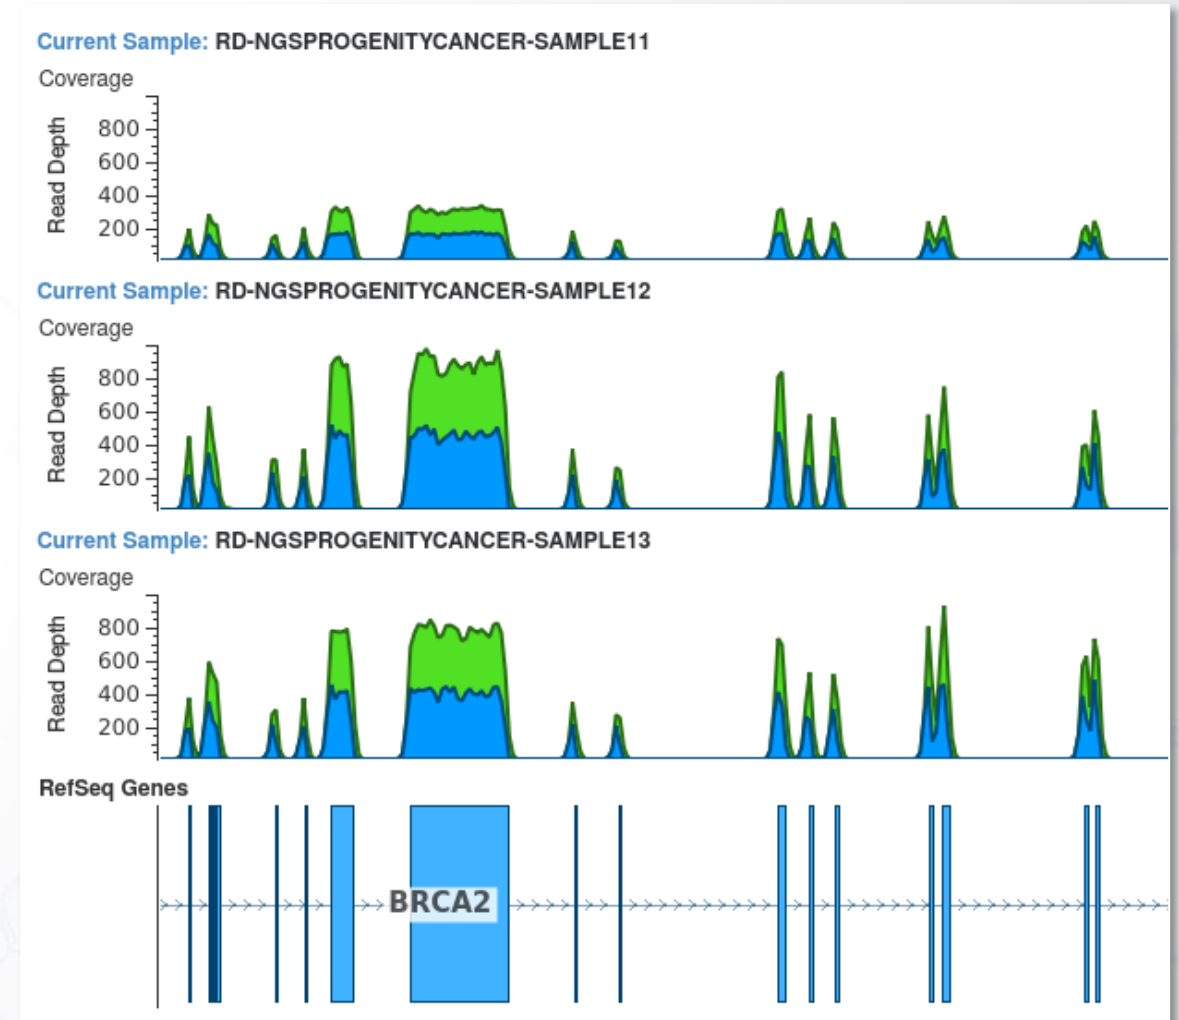 Current Sample: RD-NGSPROGENITYCANCER-SAMPLE11
Coverage
Read Depth
800
600
400
200
Current Sample: RD-NGSPROGENITYCANCER-SAMPLE12
Coverage
Read Depth
800
600
400
200
Current Sample: RD-NGSPROGENITYCANCER-SAMPLE13
Coverage
Read Depth
800
600
400
200
RefSeq Genes
BRCA2